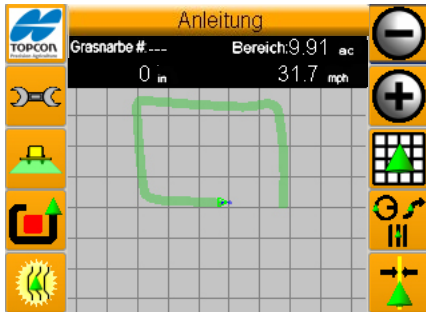 Anleitung
TOPCON
Precision Agriculture
Grasnarbe #:---
Bereich:9.91 ac
0 in
31.7 mph